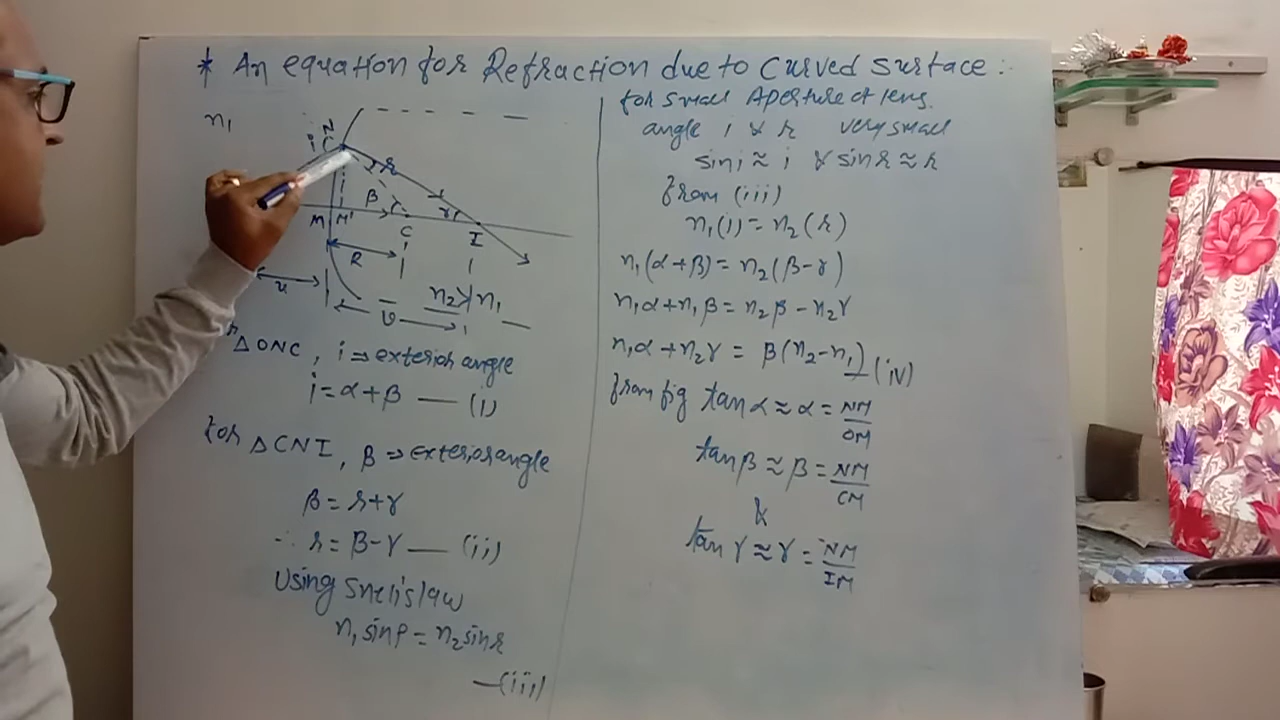 * An equation for Refraction due to Curved Surface :-
n₁
N
i
r
β
γ
M M'
C
I
R
u
n₂ > n₁
v
ΔONC, i ⇒ exterior angle
i = α + β — (i)
for ΔCNI, β ⇒ exterior angle
β = r + γ
∴ r = β - γ — (ii)
Using Snell's law
n₁ sin i = n₂ sin r
— (iii)
for small Aperture of lens.
angle i & r very small
sin i ≈ i & sin r ≈ r
from (iii)
n₁(i) = n₂(r)
n₁(α+β) = n₂(β-γ)
n₁α + n₁β = n₂β - n₂γ
n₁α + n₂γ = β(n₂-n₁) — (iv)
from fig tan α ≈ α = NM/OM
tan β ≈ β = NM/CM
&
tan γ ≈ γ = NM/IM